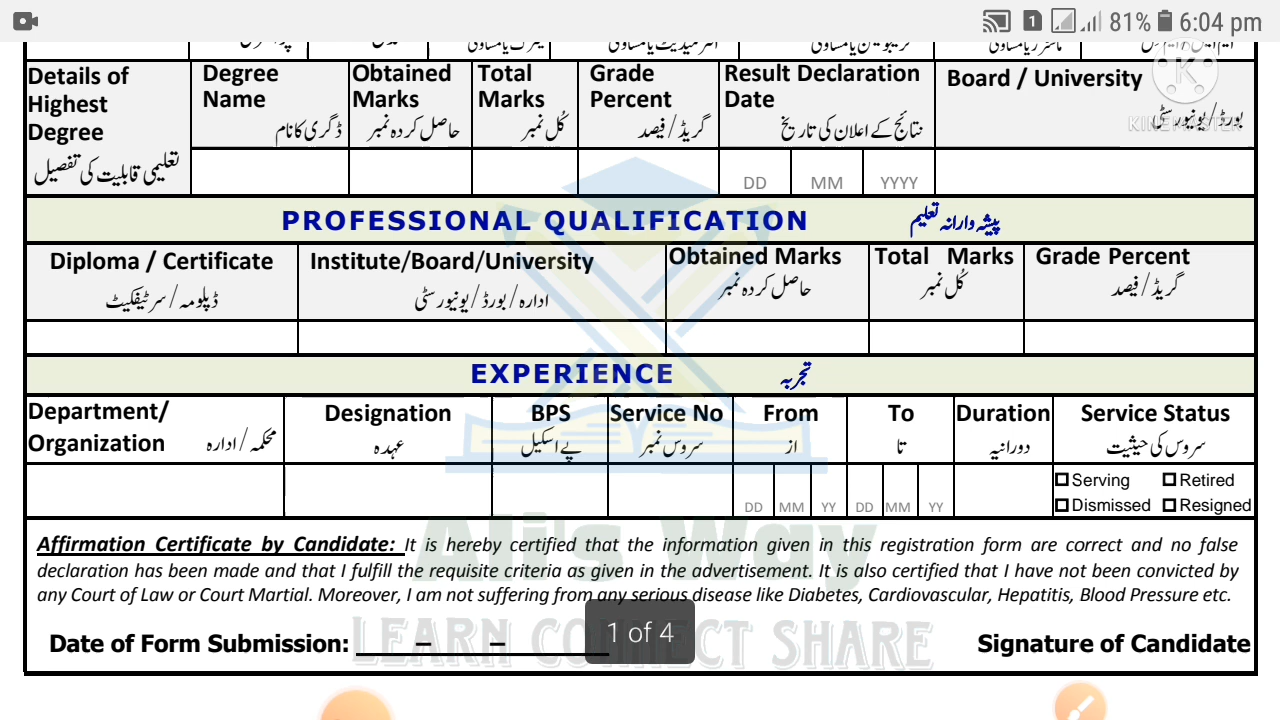 81% 6:04 pm
Details of Highest Degree
تعلیمی قابلیت کی تفصیل
Degree Name
ڈگری کا نام
Obtained Marks
حاصل کردہ نمبر
Total Marks
کُل نمبر
Grade Percent
گریڈ/فیصد
Result Declaration Date
نتائج کے اعلان کی تاریخ
Board / University
بورڈ/یونیورسٹی
KINEMASTER
DD MM YYYY
PROFESSIONAL QUALIFICATION پیشہ وارانہ تعلیم
Diploma / Certificate
ڈپلومہ/سرٹیفکیٹ
Institute/Board/University
ادارہ/بورڈ/یونیورسٹی
Obtained Marks
حاصل کردہ نمبر
Total Marks
کُل نمبر
Grade Percent
گریڈ/فیصد
EXPERIENCE تجربہ
Department/ Organization محکمہ/ادارہ
Designation
عہدہ
BPS
پے اسکیل
Service No
سروس نمبر
From
از
To
تا
Duration
دورانیہ
Service Status
سروس کی حیثیت
DD MM YY DD MM YY
Serving Retired
Dismissed Resigned
Ali's Way
Affirmation Certificate by Candidate: It is hereby certified that the information given in this registration form are correct and no false
declaration has been made and that I fulfill the requisite criteria as given in the advertisement. It is also certified that I have not been convicted by
any Court of Law or Court Martial. Moreover, I am not suffering from any serious disease like Diabetes, Cardiovascular, Hepatitis, Blood Pressure etc.
1 of 4
Date of Form Submission: – – Signature of Candidate
LEARN CONNECT SHARE